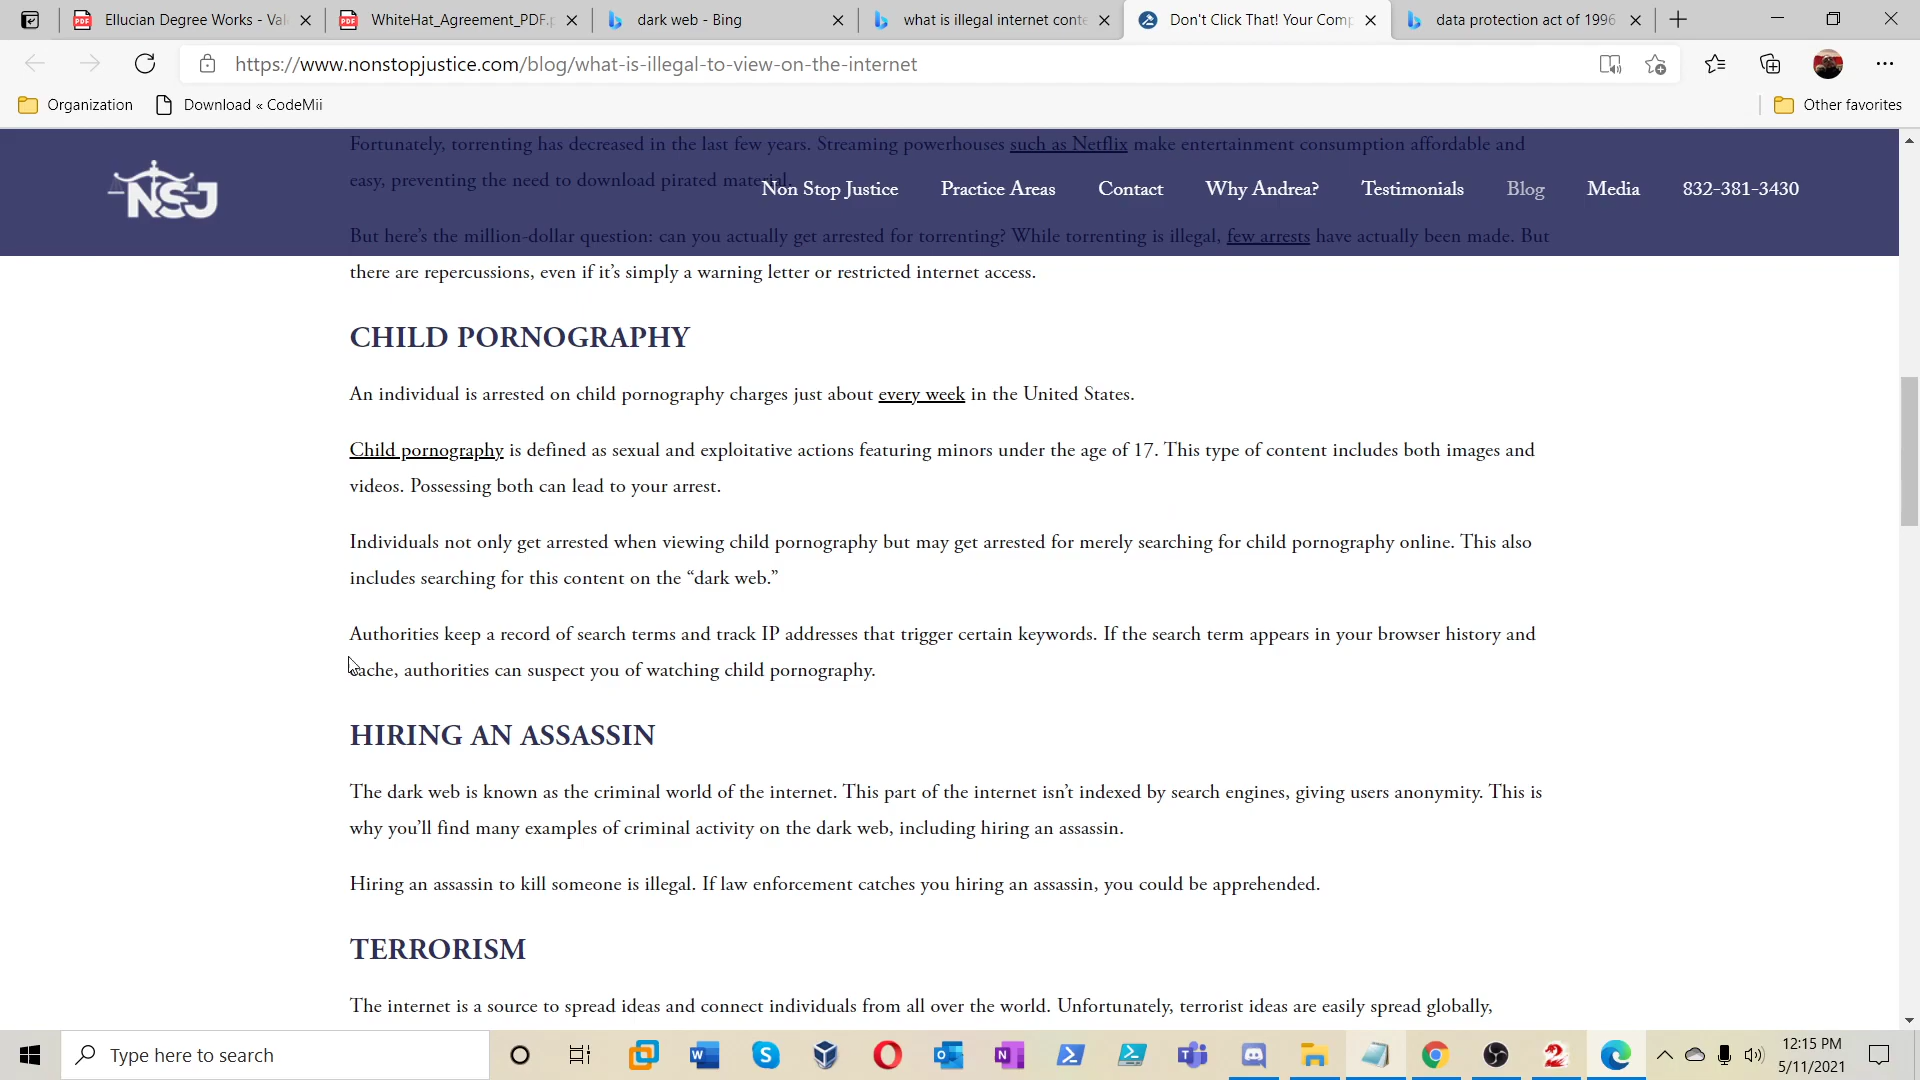 Ellucian Degree Works - Val
WhiteHat_Agreement_PDF.p
dark web - Bing
what is illegal internet conte
Don't Click That! Your Comp
data protection act of 1996
https://www.nonstopjustice.com/blog/what-is-illegal-to-view-on-the-internet
Organization
Download « CodeMii
Other favorites
Fortunately, torrenting has decreased in the last few years. Streaming powerhouses such as Netflix make entertainment consumption affordable and
easy, preventing the need to download pirated material.
NSJ
Non Stop Justice Practice Areas Contact Why Andrea? Testimonials Blog Media 832-381-3430
But here's the million-dollar question: can you actually get arrested for torrenting? While torrenting is illegal, few arrests have actually been made. But
there are repercussions, even if it's simply a warning letter or restricted internet access.
CHILD PORNOGRAPHY
An individual is arrested on child pornography charges just about every week in the United States.
Child pornography is defined as sexual and exploitative actions featuring minors under the age of 17. This type of content includes both images and
videos. Possessing both can lead to your arrest.
Individuals not only get arrested when viewing child pornography but may get arrested for merely searching for child pornography online. This also
includes searching for this content on the “dark web.”
Authorities keep a record of search terms and track IP addresses that trigger certain keywords. If the search term appears in your browser history and
cache, authorities can suspect you of watching child pornography.
HIRING AN ASSASSIN
The dark web is known as the criminal world of the internet. This part of the internet isn't indexed by search engines, giving users anonymity. This is
why you'll find many examples of criminal activity on the dark web, including hiring an assassin.
Hiring an assassin to kill someone is illegal. If law enforcement catches you hiring an assassin, you could be apprehended.
TERRORISM
The internet is a source to spread ideas and connect individuals from all over the world. Unfortunately, terrorist ideas are easily spread globally,
Type here to search
12:15 PM
5/11/2021